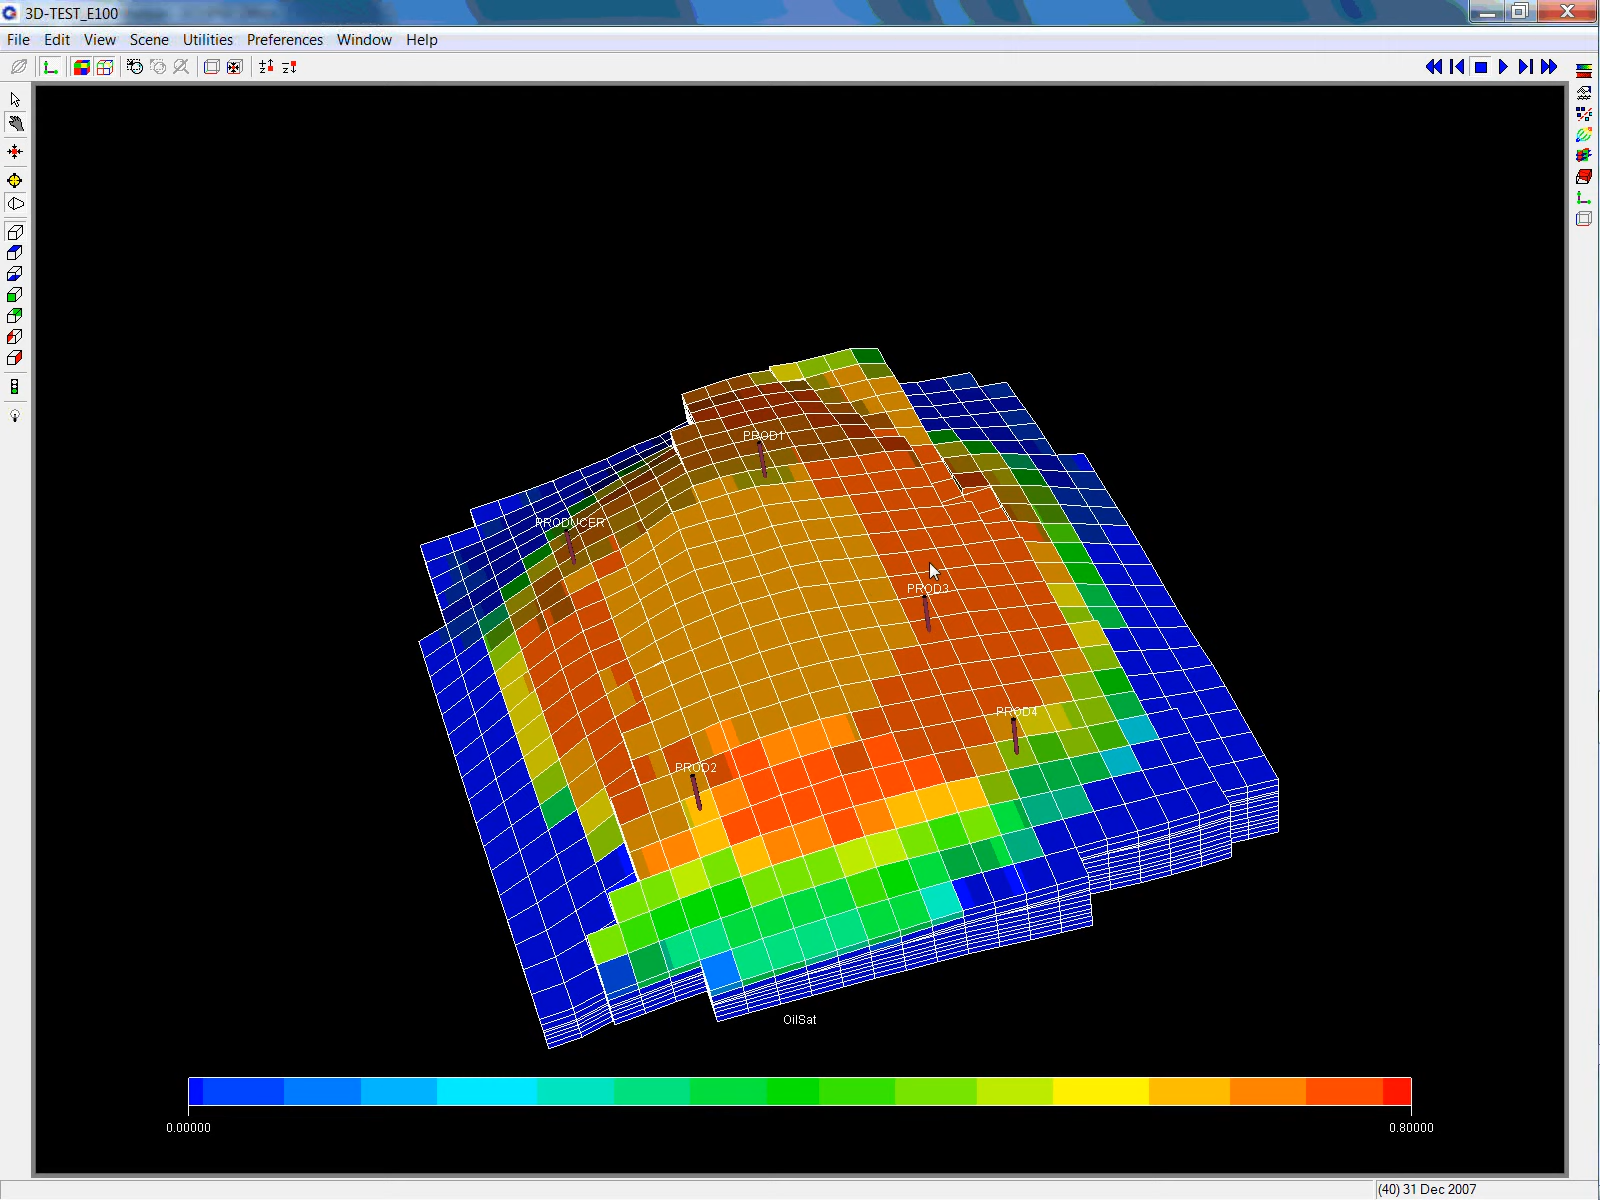 3D-TEST_E100
File Edit View Scene Utilities Preferences Window Help
PROD1
PRODUCER
PROD3
PROD4
PROD2
OilSat
0.00000 0.80000
(40) 31 Dec 2007